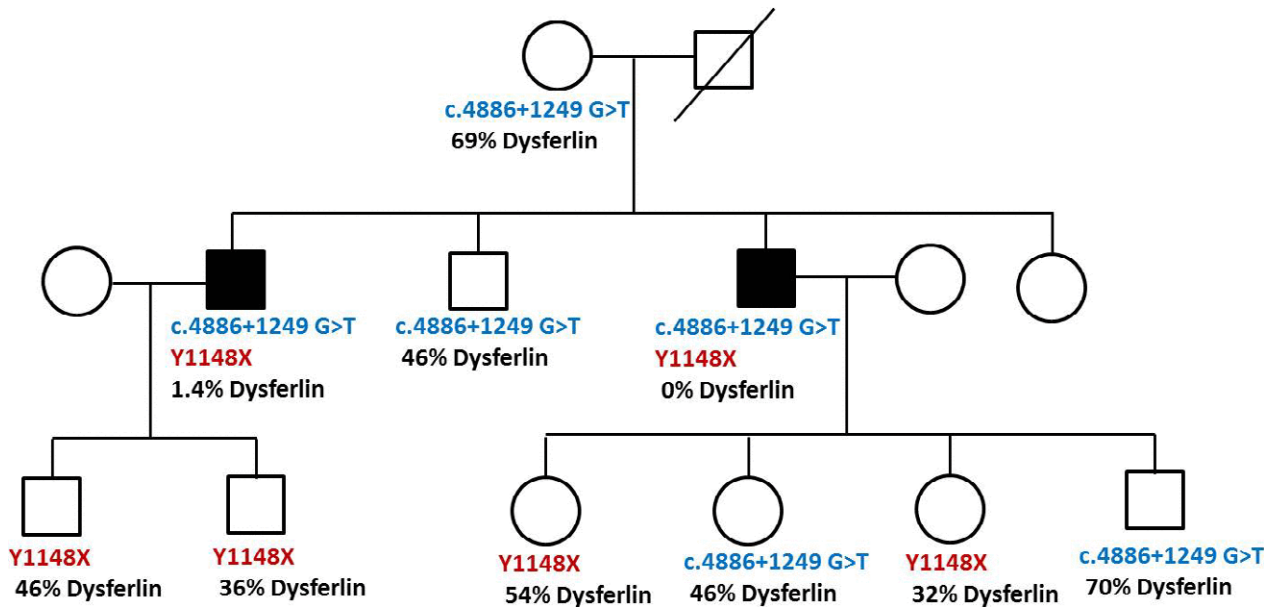 c.4886+1249 G>T
69% Dysferlin
c.4886+1249 G>T
Y1148X
1.4% Dysferlin
c.4886+1249 G>T
46% Dysferlin
c.4886+1249 G>T
Y1148X
0% Dysferlin
Y1148X
46% Dysferlin
Y1148X
36% Dysferlin
Y1148X
54% Dysferlin
c.4886+1249 G>T
46% Dysferlin
Y1148X
32% Dysferlin
c.4886+1249 G>T
70% Dysferlin